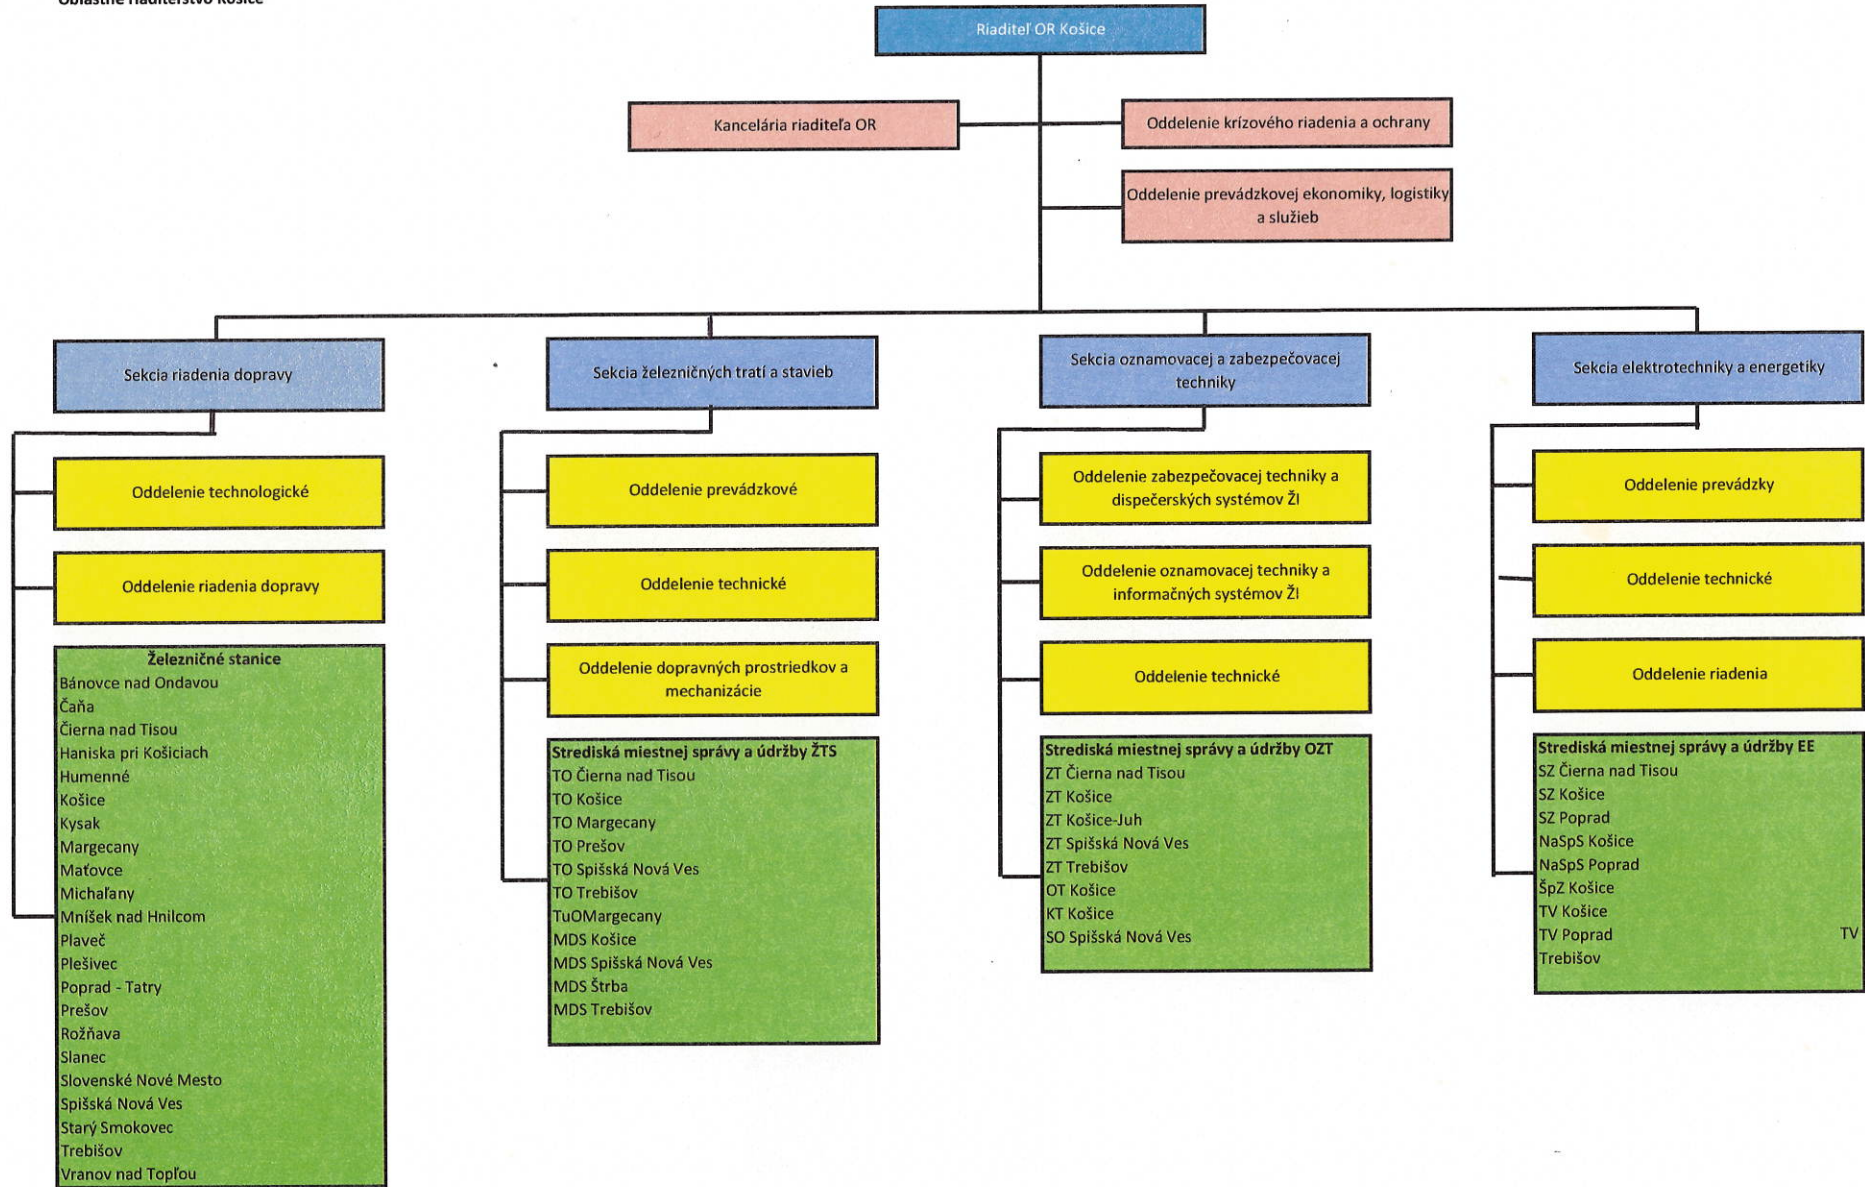 Oblastné riaditeľstvo Košice
Riaditeľ OR Košice
Kancelária riaditeľa OR
Oddelenie krízového riadenia a ochrany
Oddelenie prevádzkovej ekonomiky, logistiky
a služieb
Sekcia riadenia dopravy
Oddelenie technologické
Oddelenie riadenia dopravy
Železničné stanice
Bánovce nad Ondavou
Čaňa
Čierna nad Tisou
Haniska pri Košiciach
Humenné
Košice
Kysak
Margecany
Maťovce
Michaľany
Mníšek nad Hnilcom
Plaveč
Plešivec
Poprad - Tatry
Prešov
Rožňava
Slanec
Slovenské Nové Mesto
Spišská Nová Ves
Starý Smokovec
Trebišov
Vranov nad Topľou
Sekcia železničných tratí a stavieb
Oddelenie prevádzkové
Oddelenie technické
Oddelenie dopravných prostriedkov a
mechanizácie
Strediská miestnej správy a údržby ŽTS
TO Čierna nad Tisou
TO Košice
TO Margecany
TO Prešov
TO Spišská Nová Ves
TO Trebišov
TuOMargecany
MDS Košice
MDS Spišská Nová Ves
MDS Štrba
MDS Trebišov
Sekcia oznamovacej a zabezpečovacej
techniky
Oddelenie zabezpečovacej techniky a
dispečerských systémov ŽI
Oddelenie oznamovacej techniky a
informačných systémov ŽI
Oddelenie technické
Strediská miestnej správy a údržby OZT
ZT Čierna nad Tisou
ZT Košice
ZT Košice-Juh
ZT Spišská Nová Ves
ZT Trebišov
OT Košice
KT Košice
SO Spišská Nová Ves
Sekcia elektrotechniky a energetiky
Oddelenie prevádzky
Oddelenie technické
Oddelenie riadenia
Strediská miestnej správy a údržby EE
SZ Čierna nad Tisou
SZ Košice
SZ Poprad
NaSpS Košice
NaSpS Poprad
ŠpZ Košice
TV Košice
TV Poprad TV
Trebišov